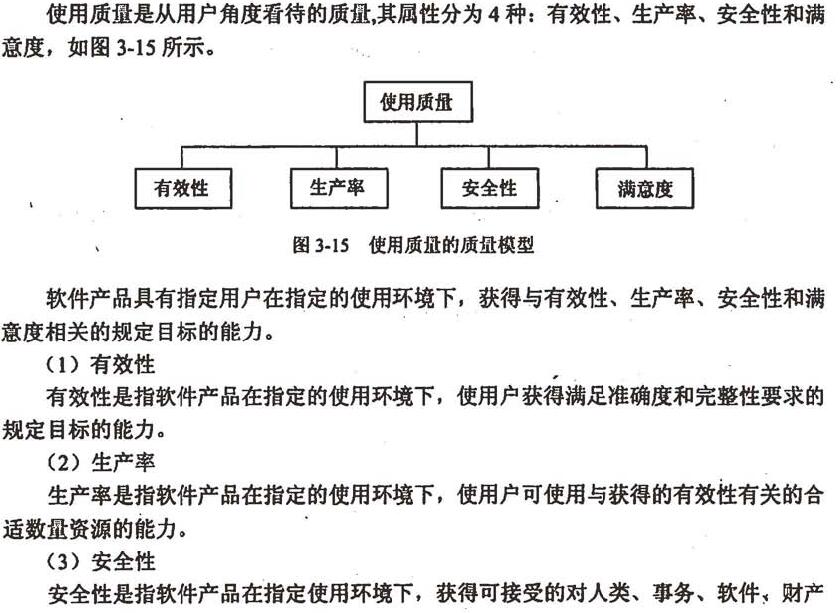 使用质量是从用户角度看待的质量,其属性分为4种：有效性、生产率、安全性和满
意度，如图3-15所示。
使用质量
有效性 生产率 安全性 满意度
图3-15 使用质量的质量模型
软件产品具有指定用户在指定的使用环境下，获得与有效性、生产率、安全性和满
意度相关的规定目标的能力。
（1）有效性
有效性是指软件产品在指定的使用环境下，使用户获得满足准确度和完整性要求的
规定目标的能力。
（2）生产率
生产率是指软件产品在指定的使用环境下，使用户可使用与获得的有效性有关的合
适数量资源的能力。
（3）安全性
安全性是指软件产品在指定使用环境下，获得可接受的对人类、事务、软件、财产